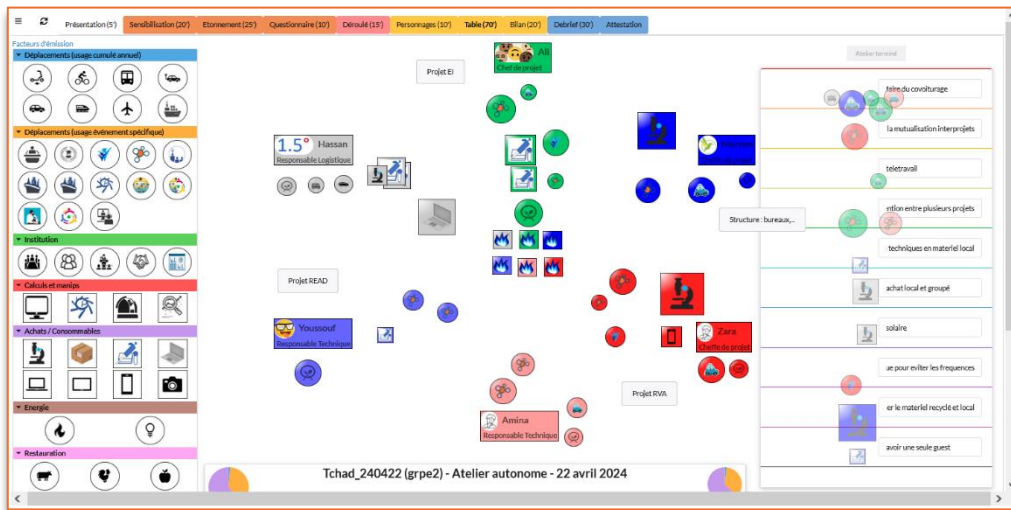 Présentation (5')
Sensibilisation (20')
Etonnement (25')
Questionnaire (10')
Déroulé (15')
Personnages (10')
Table (70')
Bilan (20')
Debrief (30')
Attestation
Facteurs d'émission
Déplacements (usage cumulé annuel)
Déplacements (usage événement spécifique)
Institution
Calculs et manips
Achats / Consommables
Energie
Restauration
Projet EI
Ali
Chef de projet
1.5°
Hassan
Responsable Logistique
Structure : bureaux,...
Projet READ
Youssouf
Responsable Technique
Zara
Cheffe de projet
Projet RVA
Amina
Responsable Technique
Atelier terminé
faire du covoiturage
la mutualisation interprojets
teletravail
ntion entre plusieurs projets
techniques en materiel local
achat local et groupé
solaire
ue pour eviter les frequences
er le materiel recyclé et local
avoir une seule guest
Tchad_240422 (grpe2) - Atelier autonome - 22 avril 2024